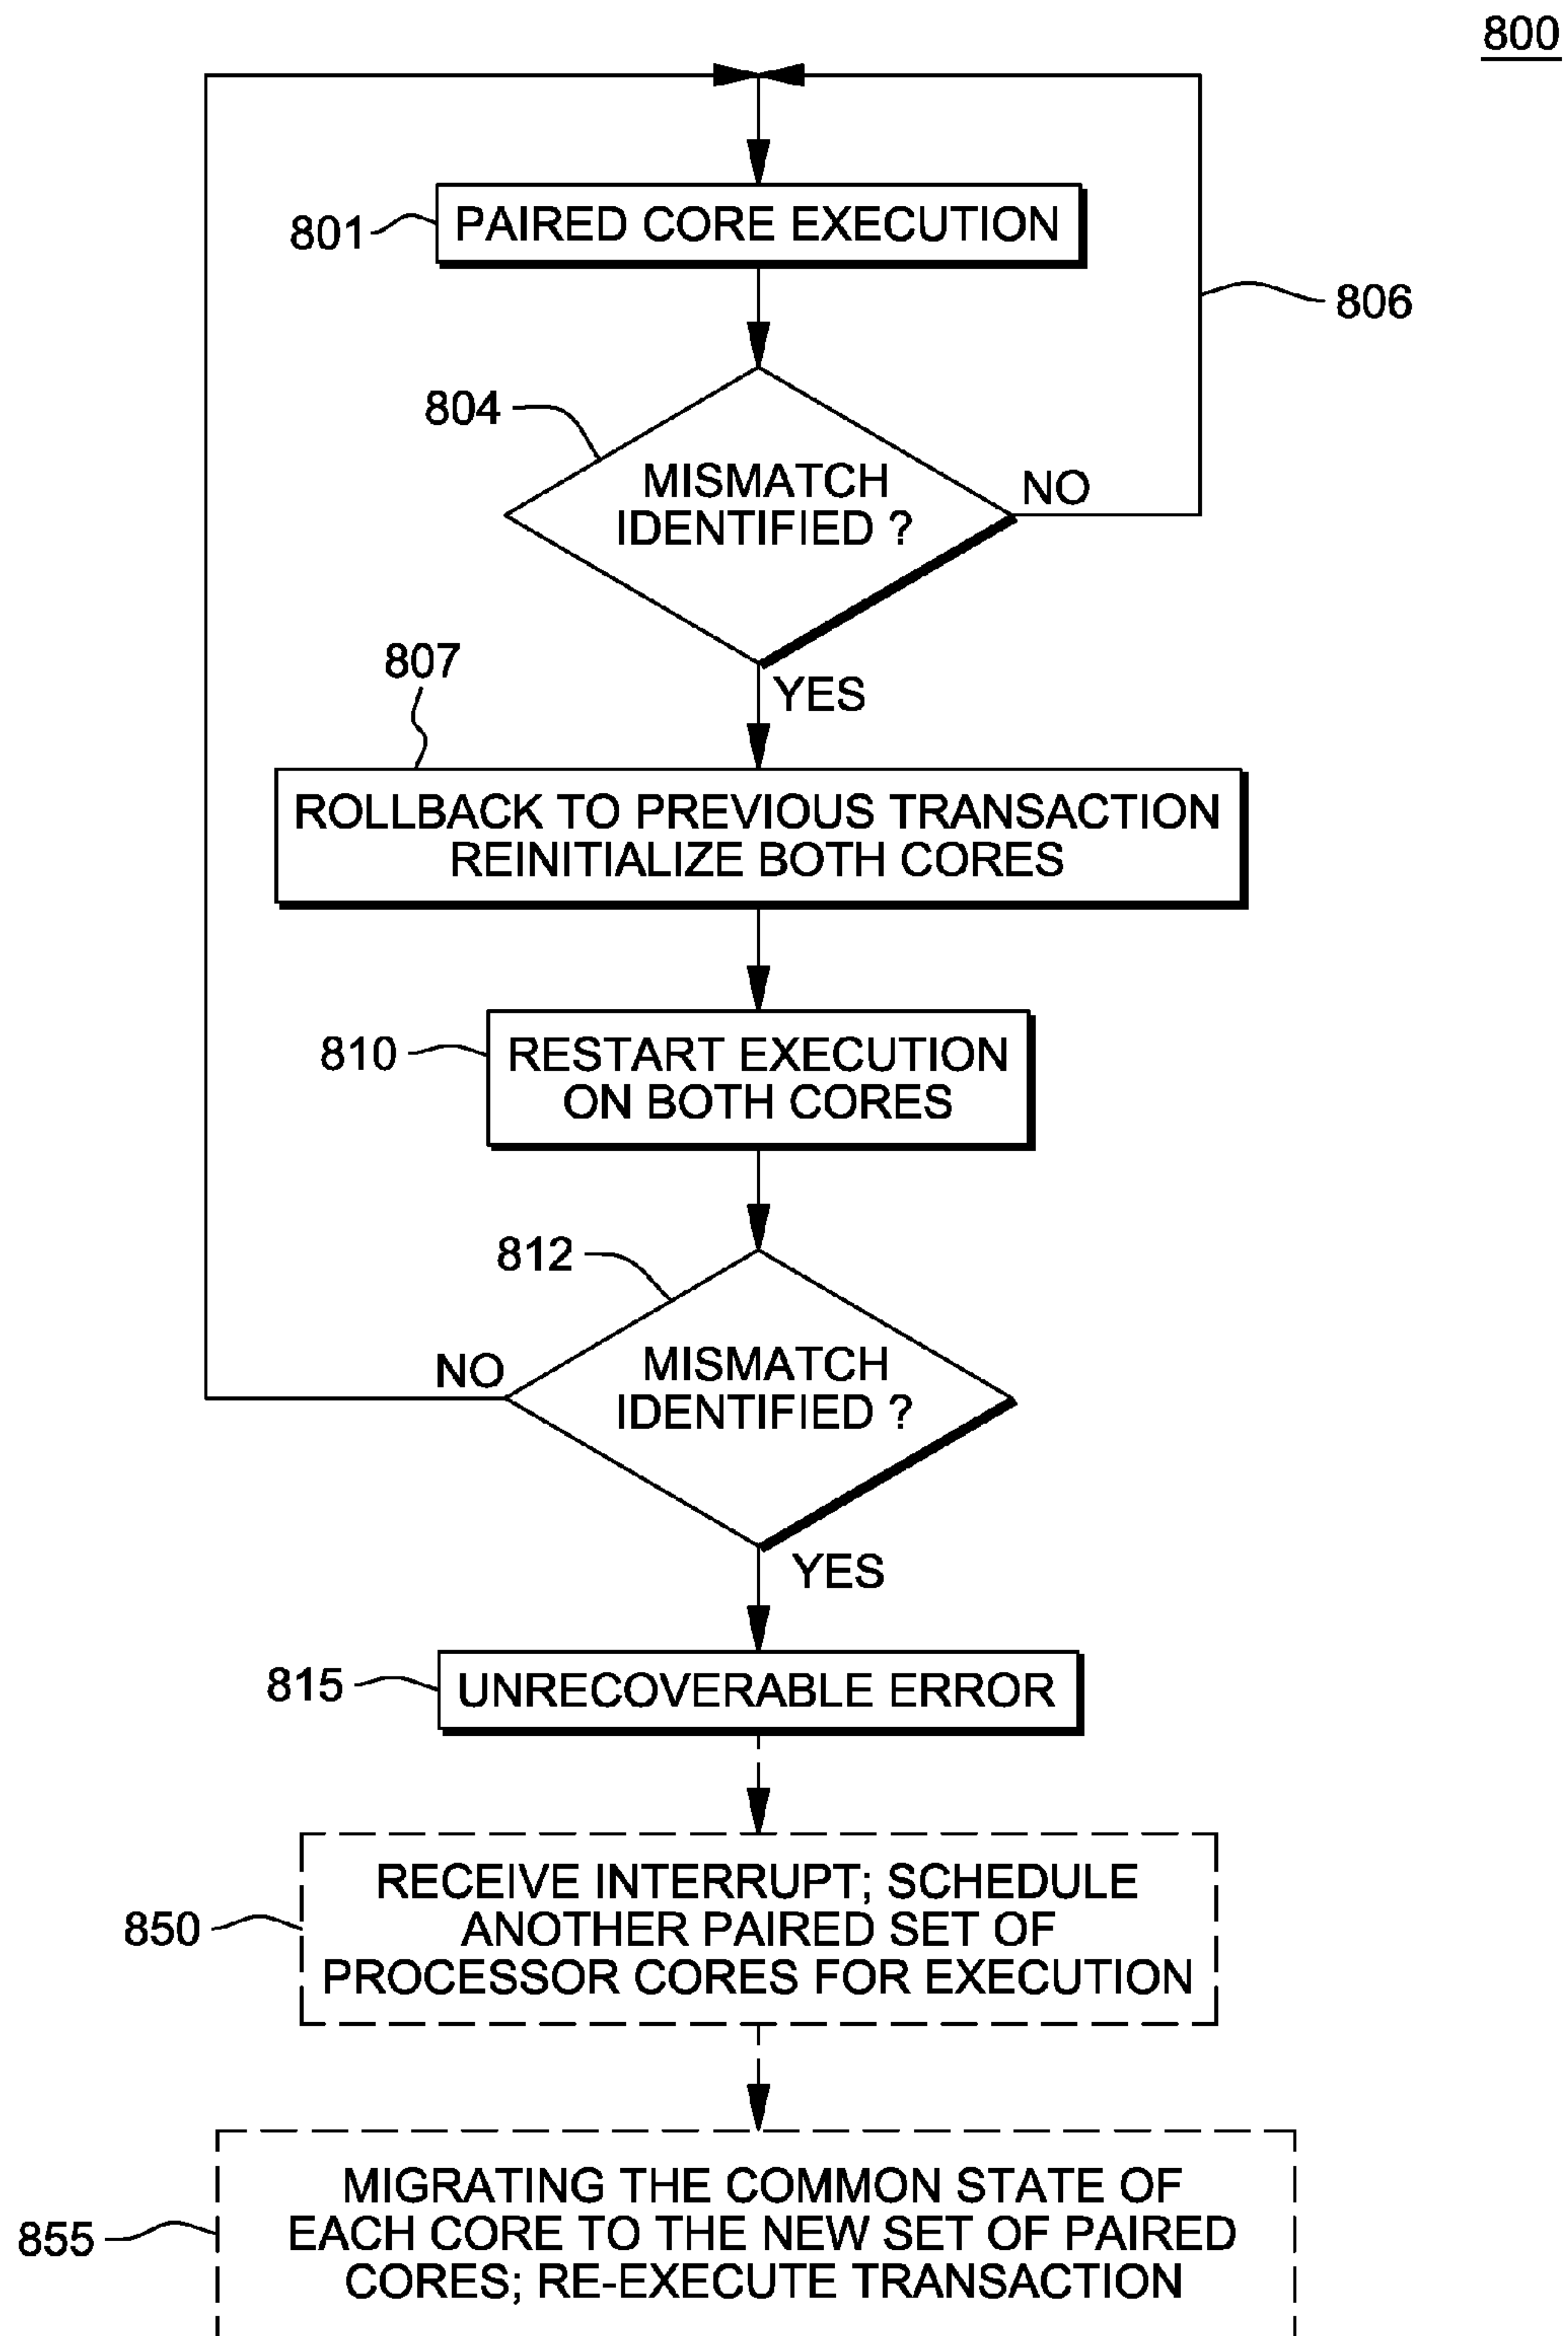 800
801
PAIRED CORE EXECUTION
806
804
MISMATCH
IDENTIFIED ?
NO
807
YES
ROLLBACK TO PREVIOUS TRANSACTION
REINITIALIZE BOTH CORES
810
RESTART EXECUTION
ON BOTH CORES
812
NO
MISMATCH
IDENTIFIED ?
YES
815
UNRECOVERABLE ERROR
850
RECEIVE INTERRUPT; SCHEDULE
ANOTHER PAIRED SET OF
PROCESSOR CORES FOR EXECUTION
855
MIGRATING THE COMMON STATE OF
EACH CORE TO THE NEW SET OF PAIRED
CORES; RE-EXECUTE TRANSACTION